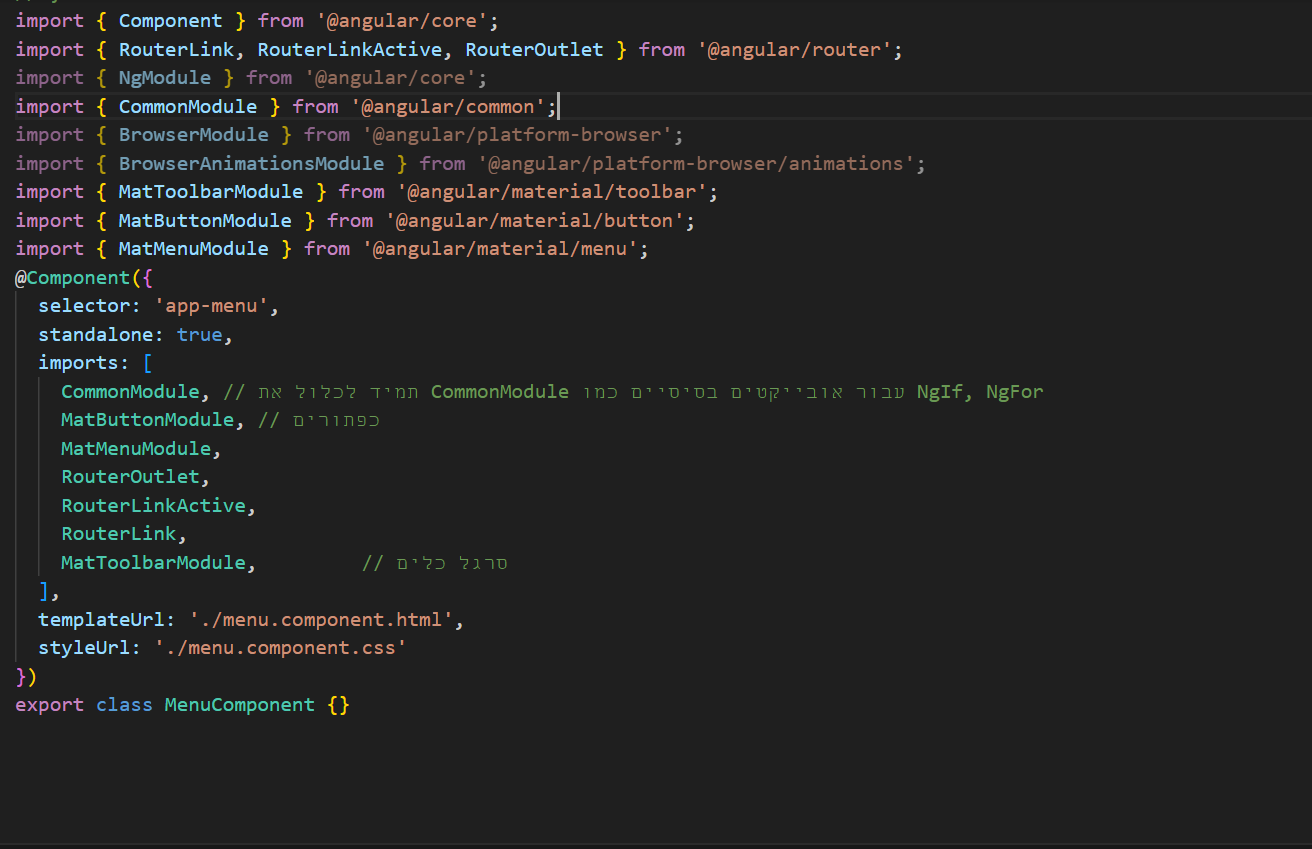 import { Component } from '@angular/core';
import { RouterLink, RouterLinkActive, RouterOutlet } from '@angular/router';
import { NgModule } from '@angular/core';
import { CommonModule } from '@angular/common';
import { BrowserModule } from '@angular/platform-browser';
import { BrowserAnimationsModule } from '@angular/platform-browser/animations';
import { MatToolbarModule } from '@angular/material/toolbar';
import { MatButtonModule } from '@angular/material/button';
import { MatMenuModule } from '@angular/material/menu';
@Component({
  selector: 'app-menu',
  standalone: true,
  imports: [
    CommonModule, // תמיד לכלול את CommonModule עבור אובייקטים בסיסיים כמו NgIf, NgFor
    MatButtonModule, // כפתורים
    MatMenuModule,
    RouterOutlet,
    RouterLinkActive,
    RouterLink,
    MatToolbarModule,         // סרגל כלים
  ],
  templateUrl: './menu.component.html',
  styleUrl: './menu.component.css'
})
export class MenuComponent {}